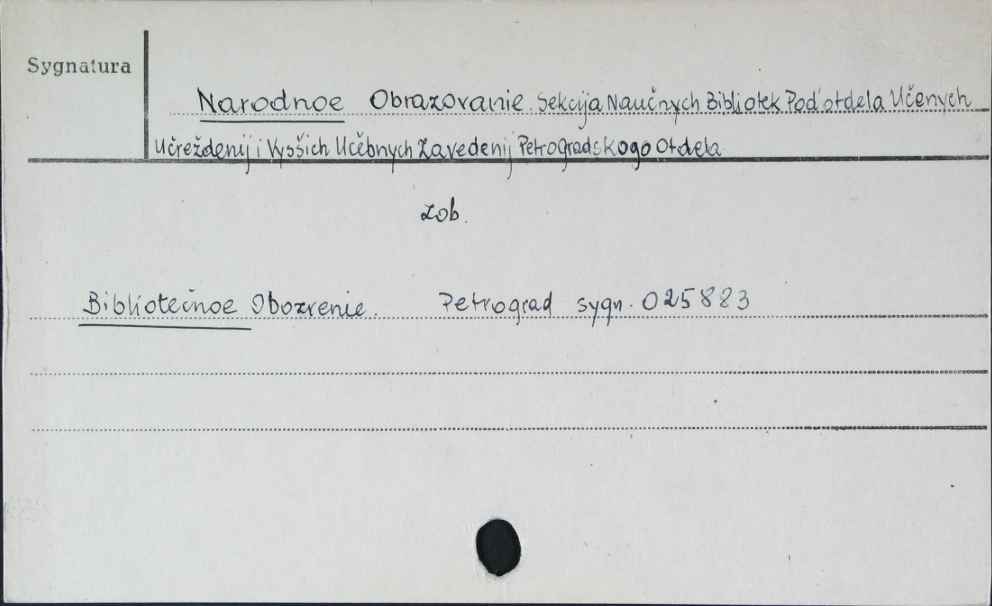 Sygnatura
Narodnoe Obrazovanie. Sekcija Naučnych Bibliotek Pod'otdela Učenych
Učreždenij i Vysšich Učebnych Zavedenij Petrogradskogo Otdela
zob.
Bibliotečnoe Obozrenie. Petrograd sygn. 025823